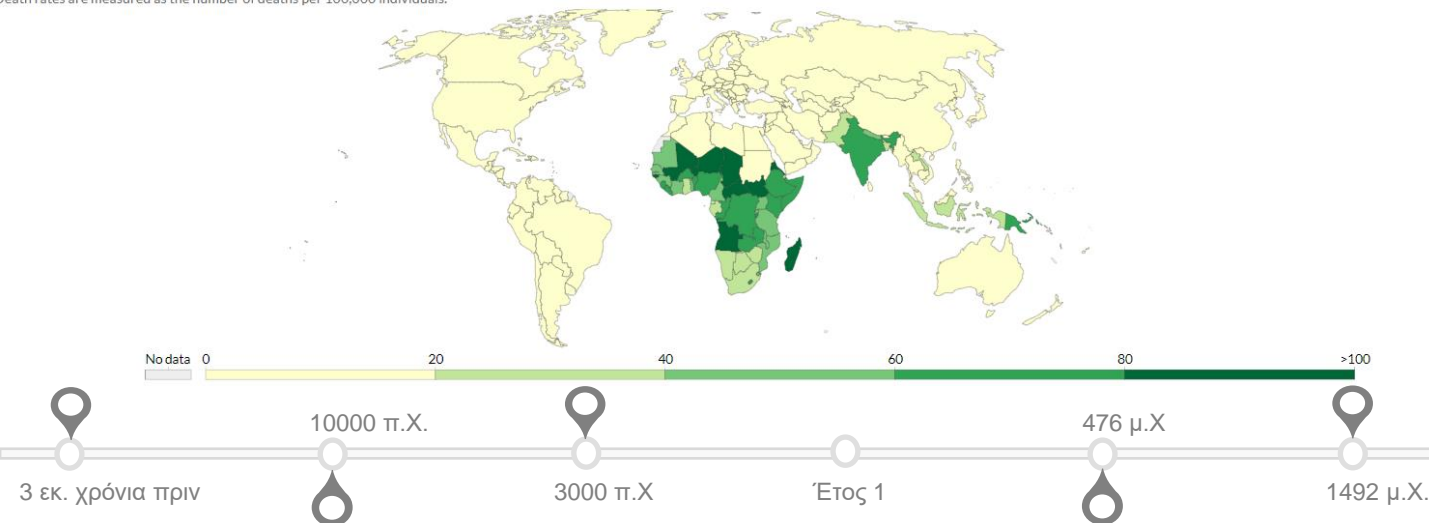 Death rates are measured as the number of deaths per 100,000 individuals.
No data 0 20 40 60 80 >100
10000 π.Χ. 476 μ.Χ
3 εκ. χρόνια πριν 3000 π.Χ Έτος 1 1492 μ.Χ.